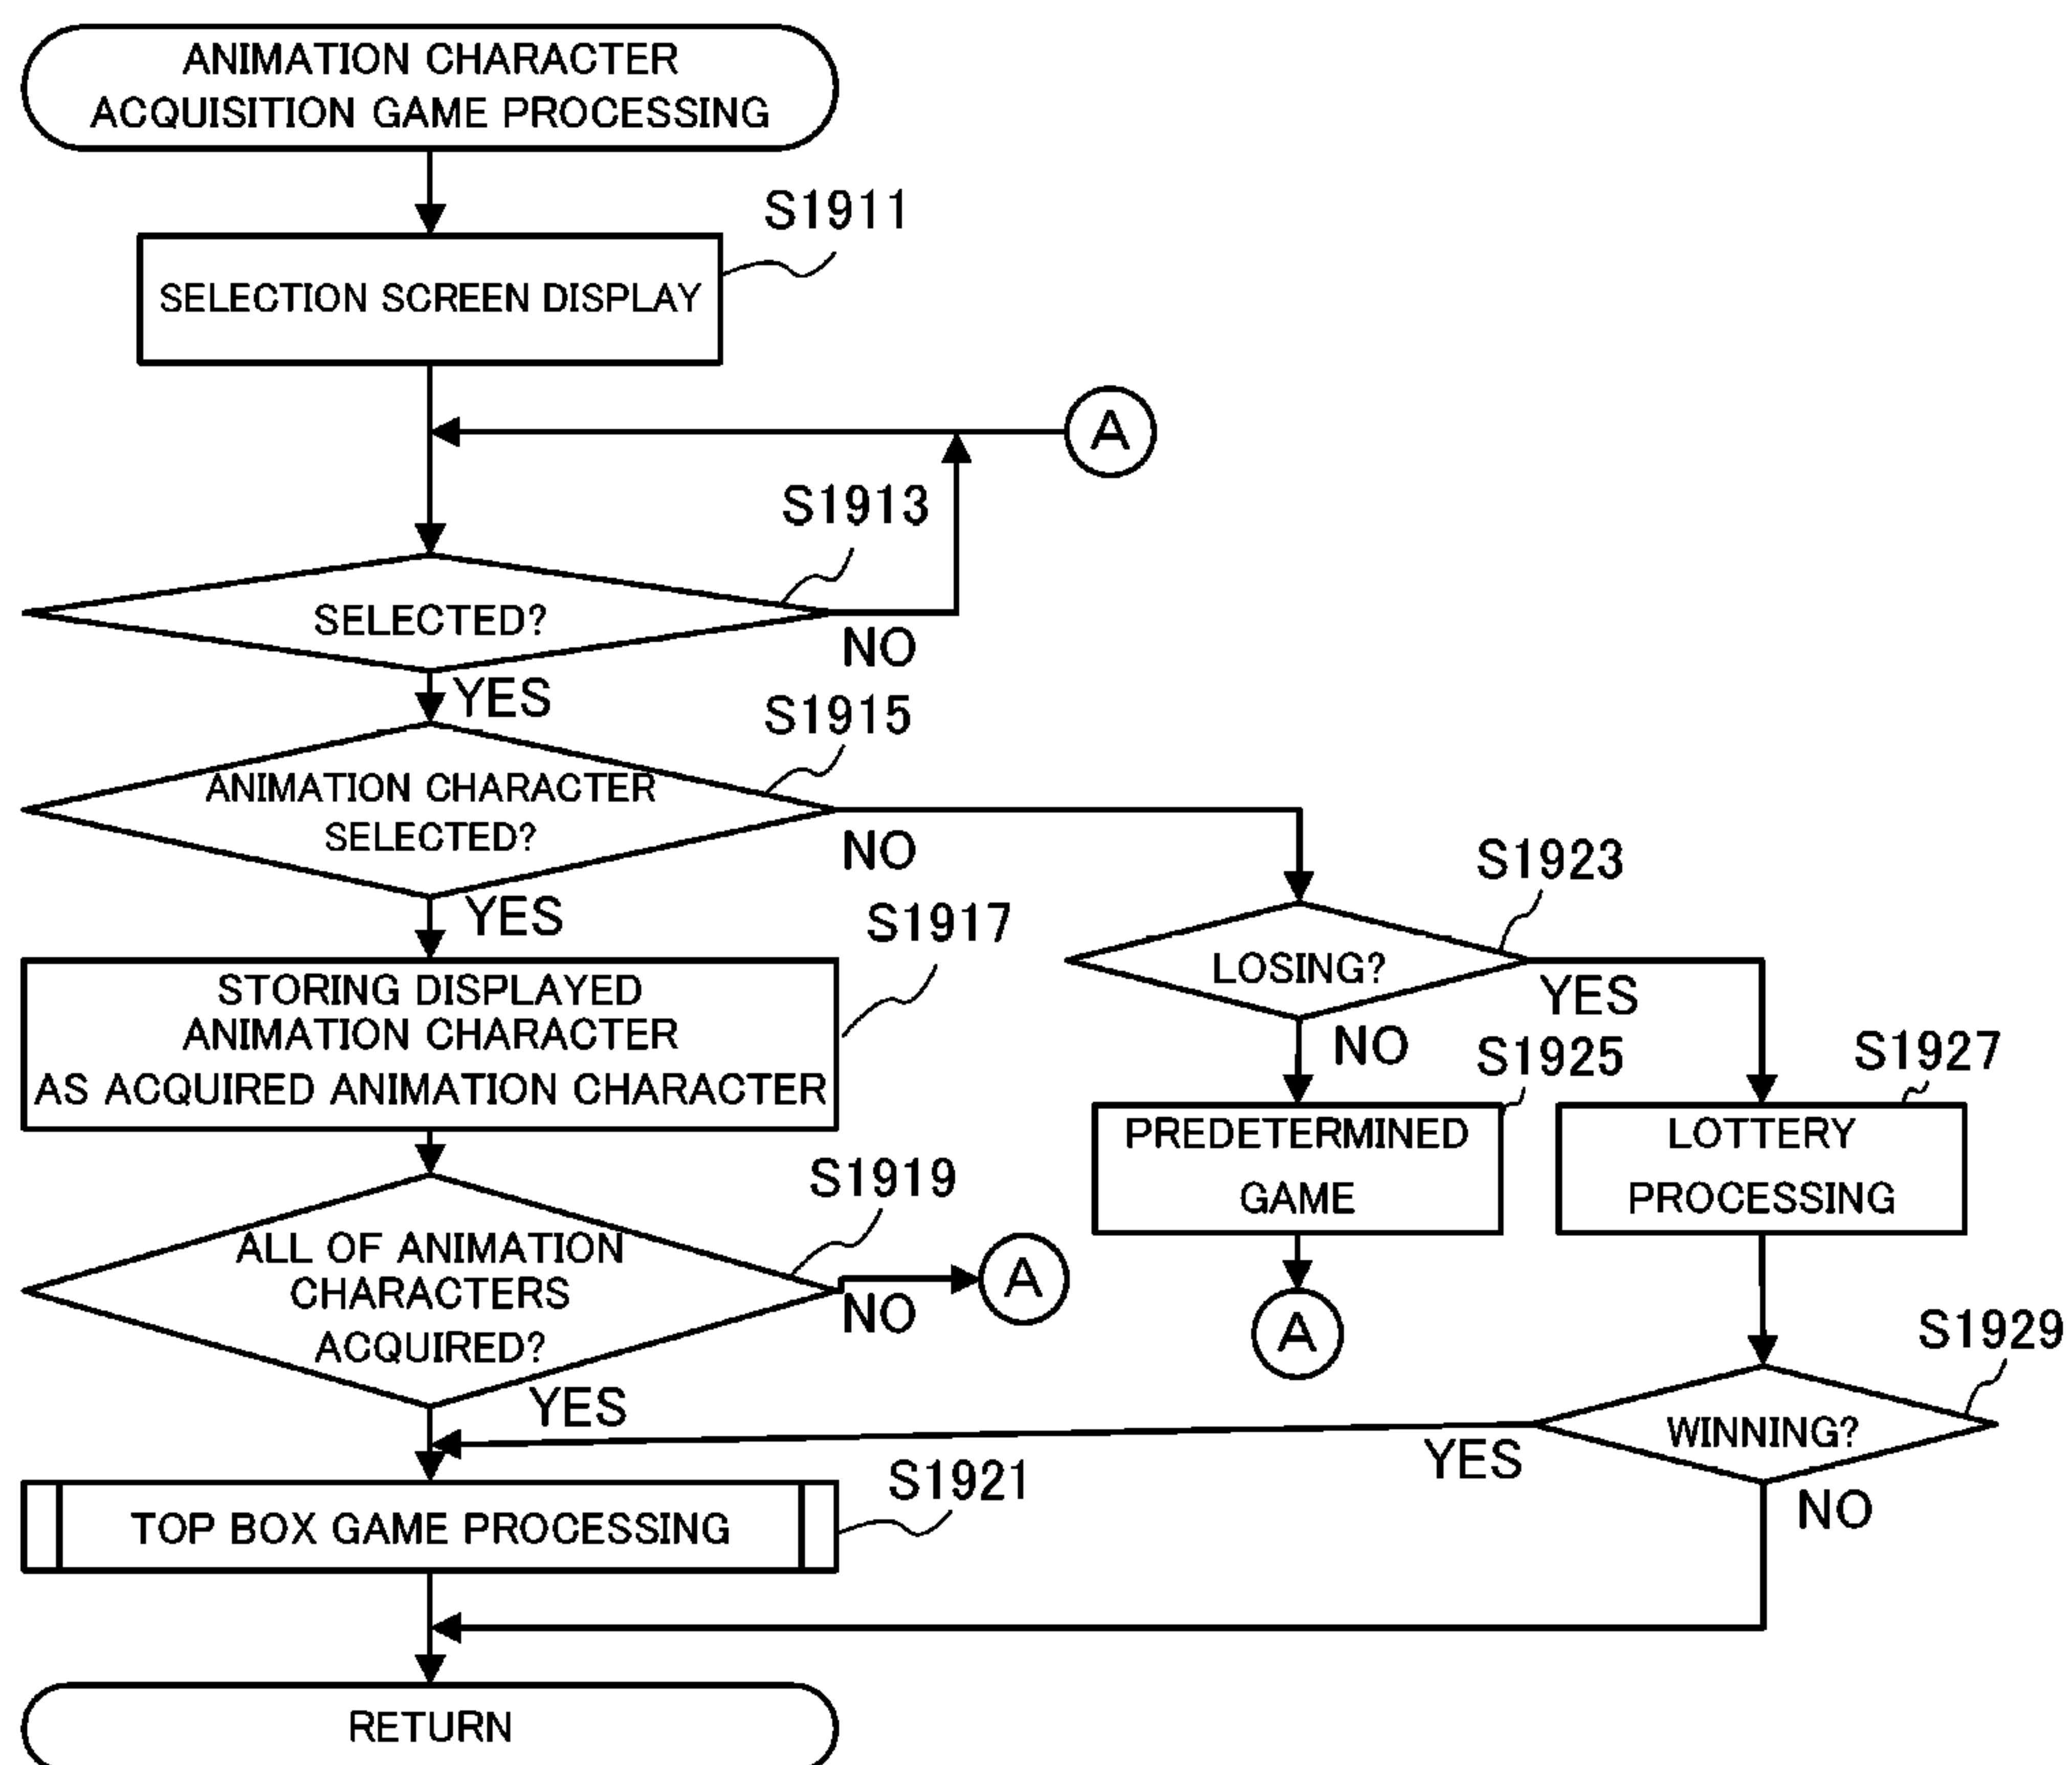 ANIMATION CHARACTER
ACQUISITION GAME PROCESSING
S1911
SELECTION SCREEN DISPLAY
A
S1913
SELECTED?
NO
YES
S1915
ANIMATION CHARACTER
SELECTED?
NO
YES
S1923
LOSING?
YES
NO
S1917
STORING DISPLAYED
ANIMATION CHARACTER
AS ACQUIRED ANIMATION CHARACTER
S1925
PREDETERMINED
GAME
A
S1927
LOTTERY
PROCESSING
S1919
ALL OF ANIMATION
CHARACTERS
ACQUIRED?
NO
A
YES
S1929
WINNING?
YES
NO
S1921
TOP BOX GAME PROCESSING
RETURN